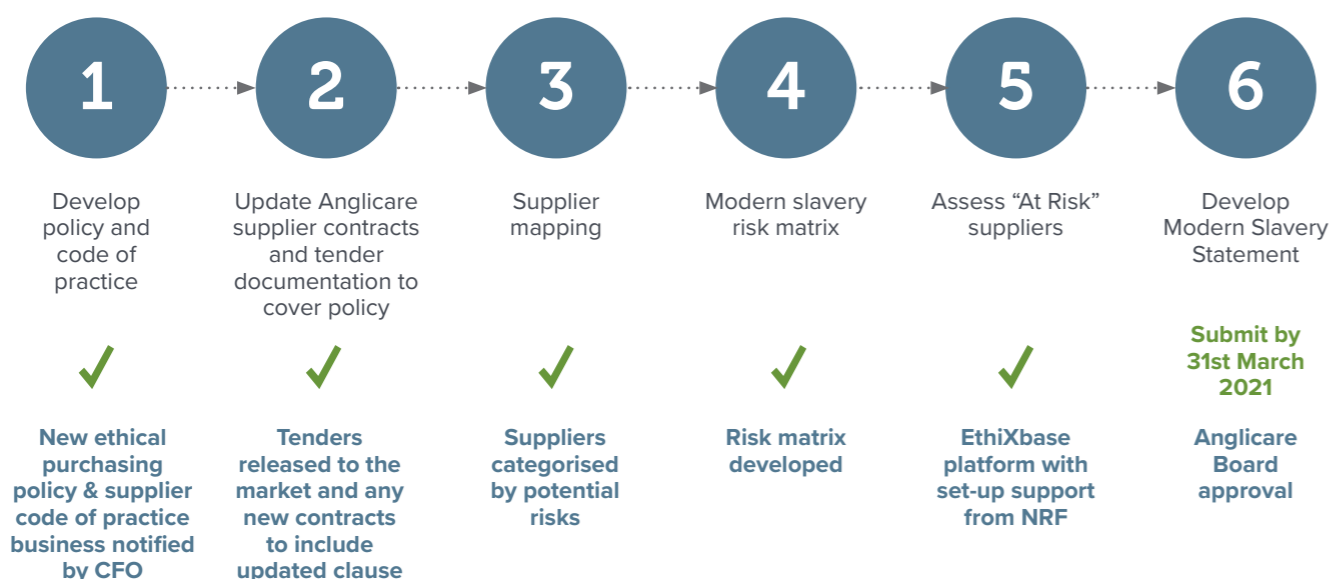 1
2
3
4
5
6
Develop
policy and
code of
practice
Update Anglicare
supplier contracts
and tender
documentation to
cover policy
Supplier
mapping
Modern slavery
risk matrix
Assess “At Risk”
suppliers
Develop
Modern Slavery
Statement
Submit by
31st March
2021
New ethical
purchasing
policy & supplier
code of practice
business notified
by CFO
Tenders
released to the
market and any
new contracts
to include
updated clause
Suppliers
categorised
by potential
risks
Risk matrix
developed
EthiXbase
platform with
set-up support
from NRF
Anglicare
Board
approval